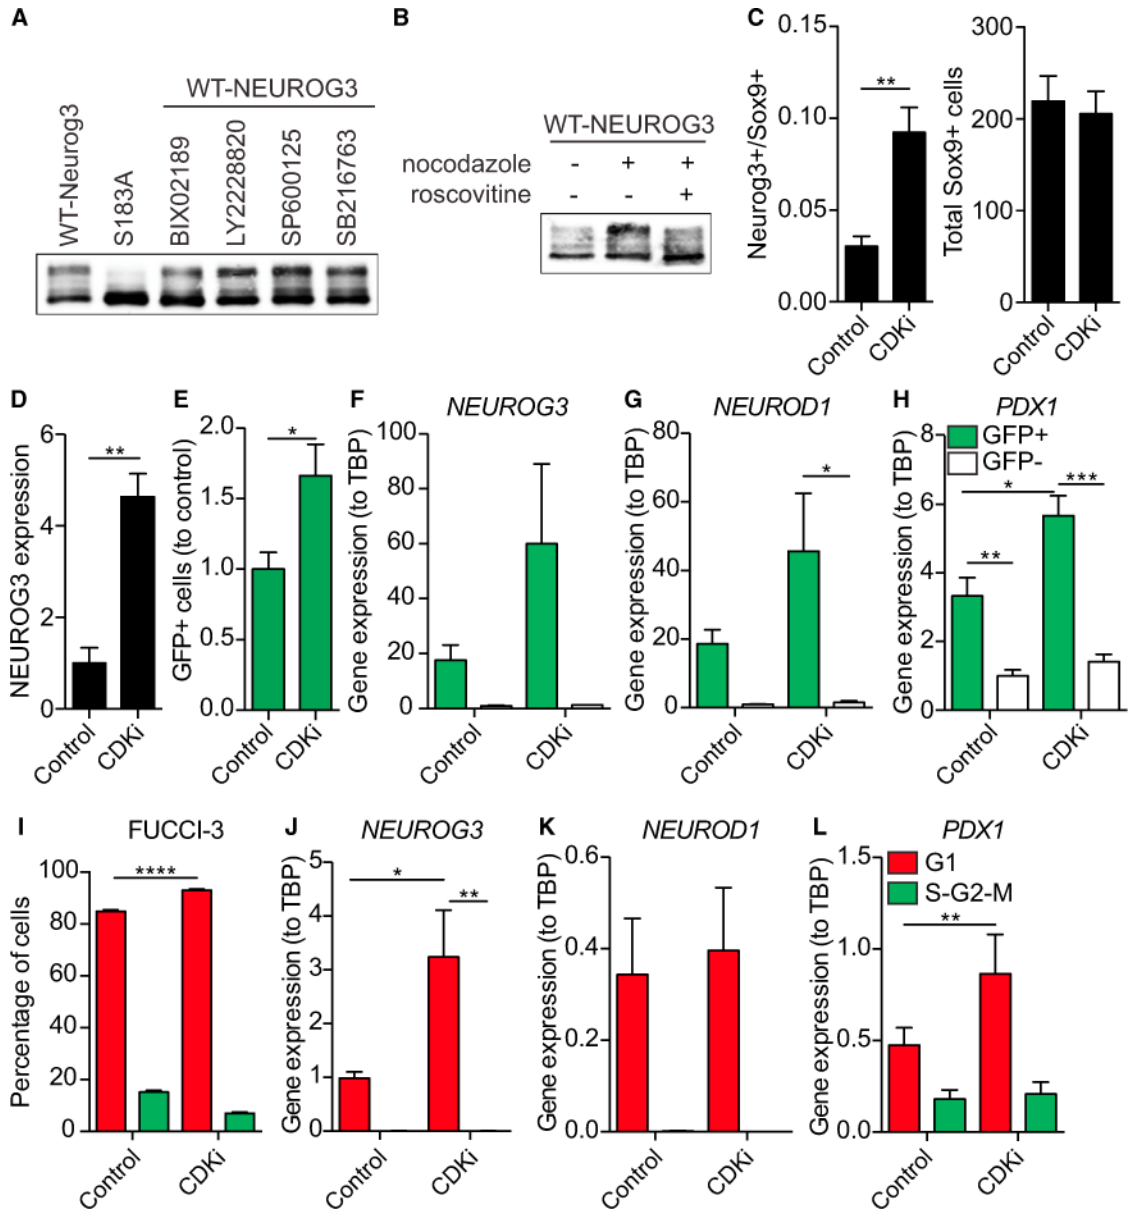 A
WT-NEUROG3
WT-Neurog3
S183A
BIX02189
LY2228820
SP600125
SB216763
B
WT-NEUROG3
nocodazole - + +
roscovitine - - +
C
Neurog3+/Sox9+
0.15
0.10
0.05
0.00
**
Control
CDKi
Total Sox9+ cells
300
200
100
0
Control
CDKi
D
NEUROG3 expression
6
4
2
0
**
Control
CDKi
E
GFP+ cells (to control)
2.0
1.5
1.0
0.5
0.0
*
Control
CDKi
F
NEUROG3
Gene expression (to TBP)
100
80
60
40
20
0
Control
CDKi
G
NEUROD1
Gene expression (to TBP)
80
60
40
20
0
*
Control
CDKi
H
PDX1
GFP+
GFP-
Gene expression (to TBP)
8
6
4
2
0
*
***
**
Control
CDKi
I
FUCCI-3
Percentage of cells
100
80
60
40
20
0
****
Control
CDKi
J
NEUROG3
Gene expression (to TBP)
5
4
3
2
1
0
*
**
Control
CDKi
K
NEUROD1
Gene expression (to TBP)
0.6
0.4
0.2
0.0
Control
CDKi
L
PDX1
G1
S-G2-M
Gene expression (to TBP)
1.5
1.0
0.5
0.0
**
Control
CDKi